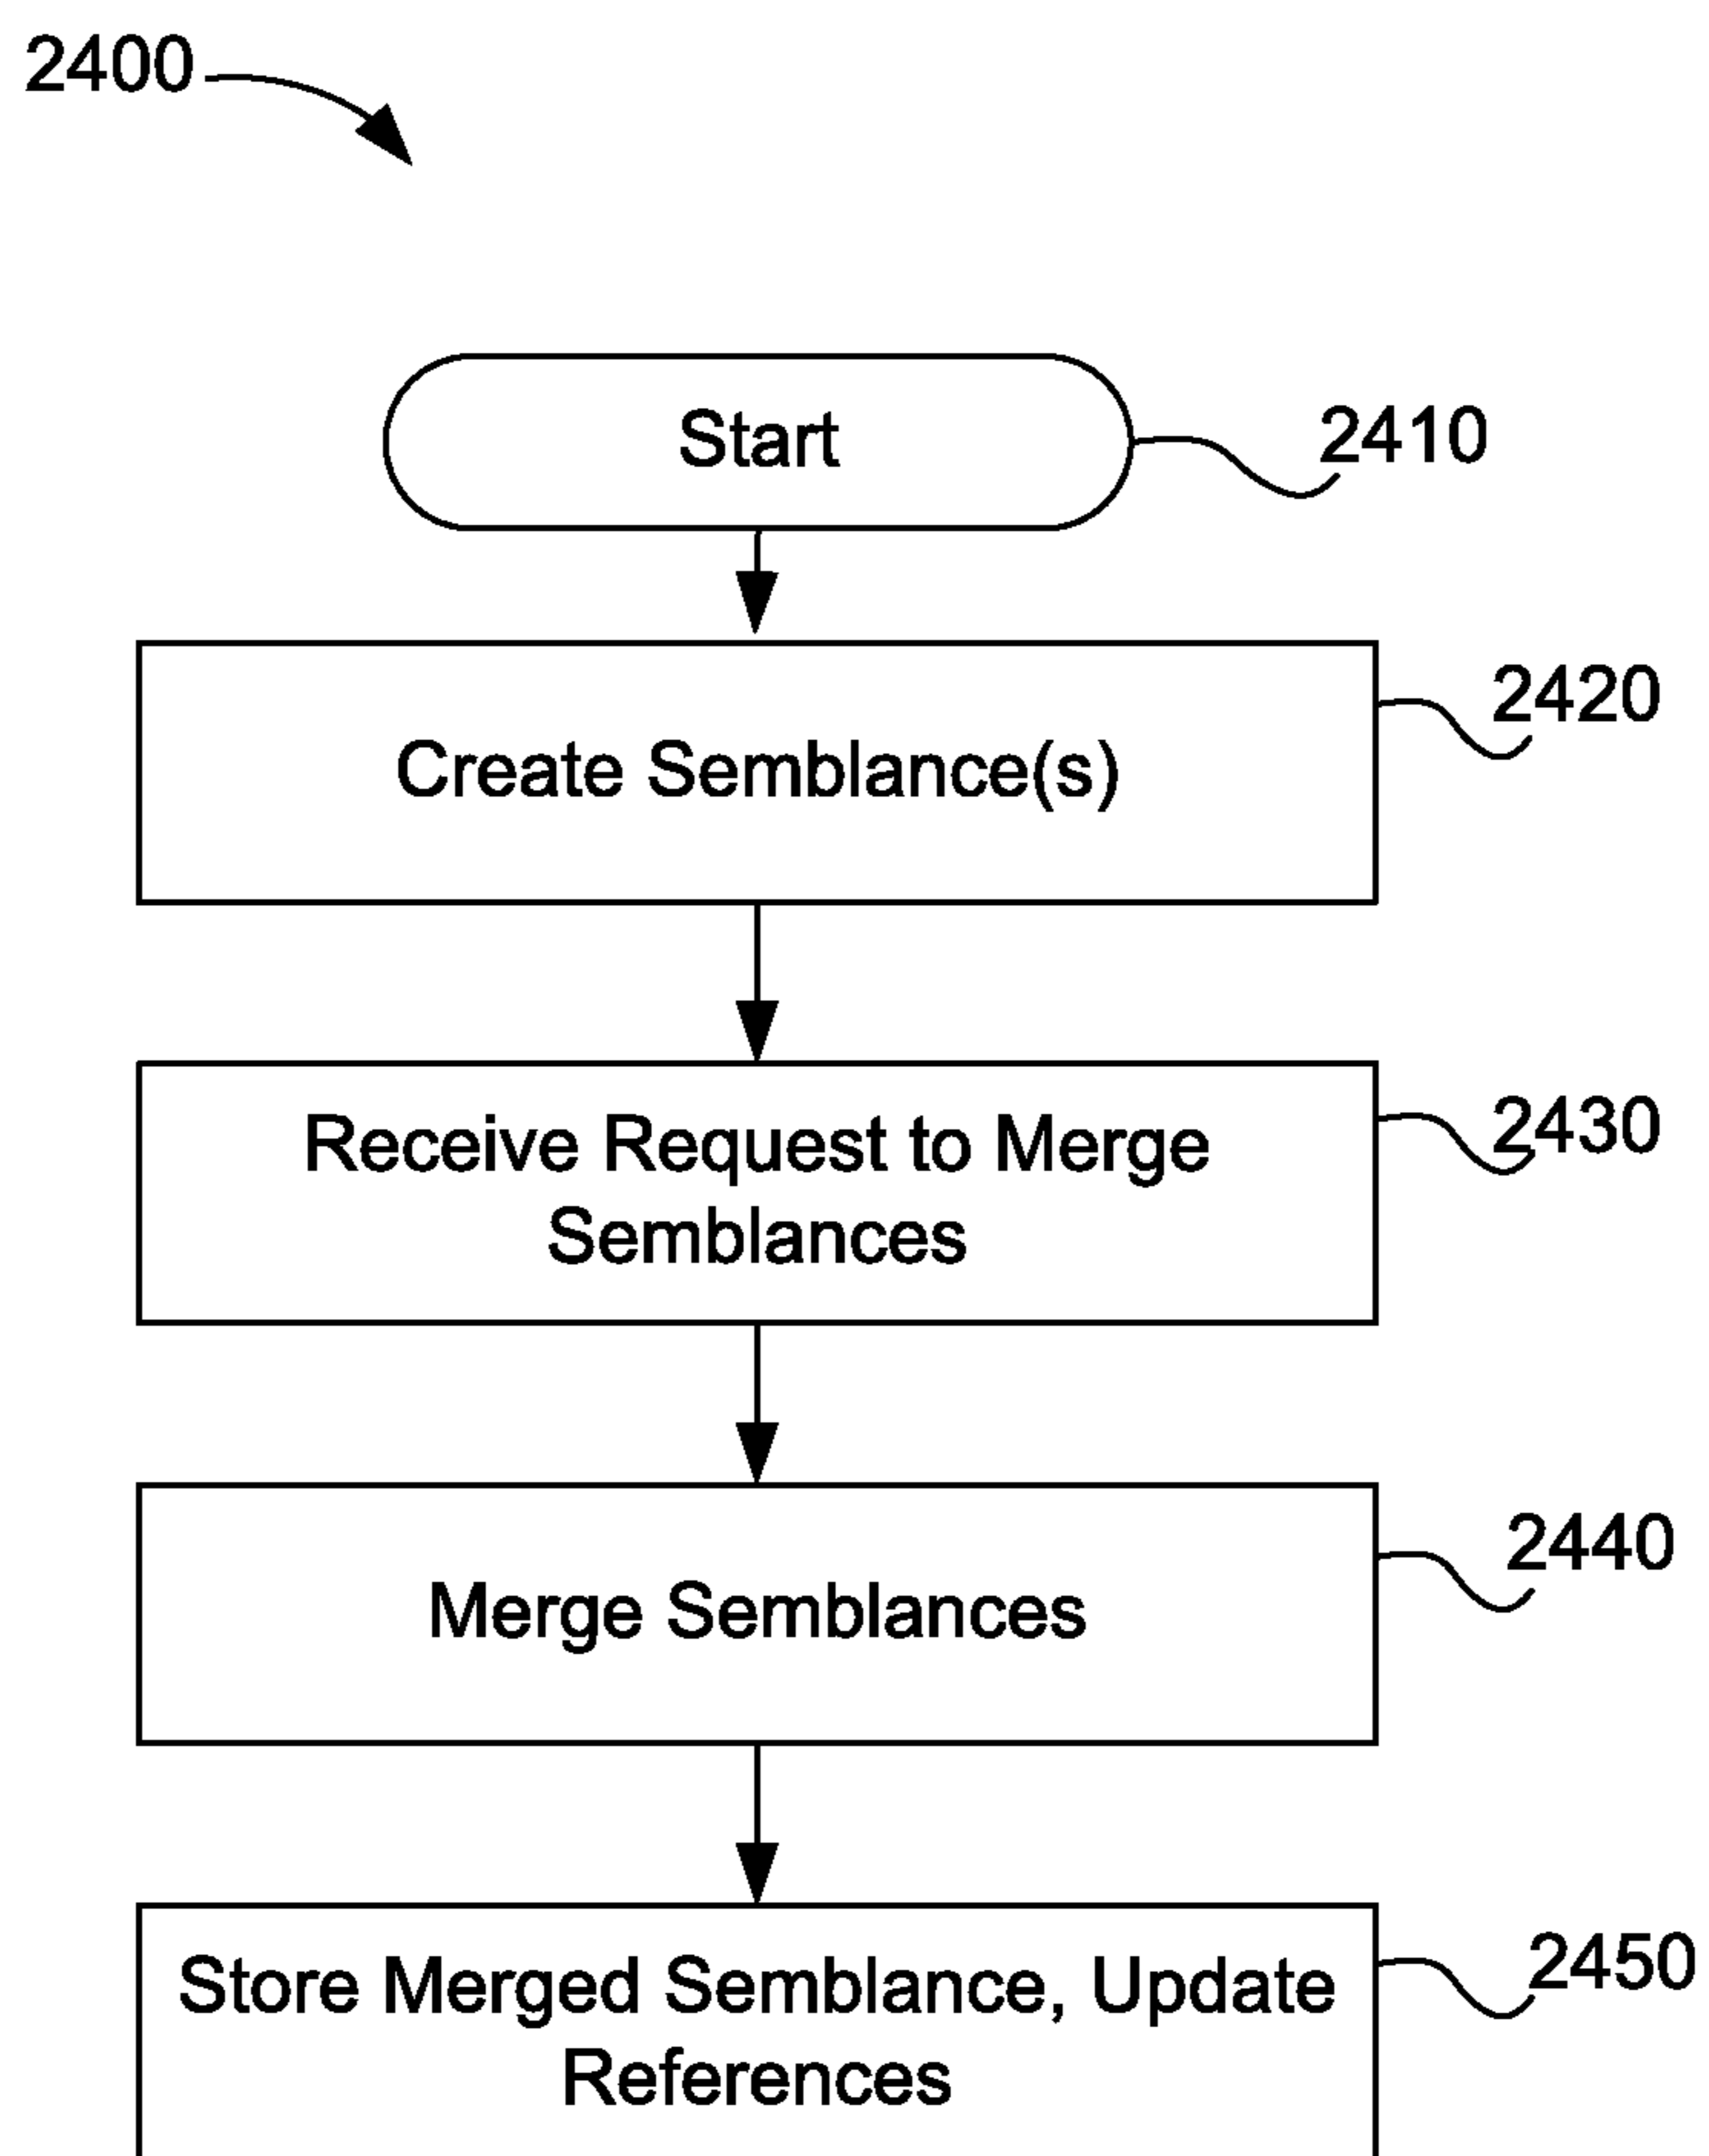 2400
Start
2410
2420
Create Semblance(s)
2430
Receive Request to Merge
Semblances
2440
Merge Semblances
2450
Store Merged Semblance, Update
References